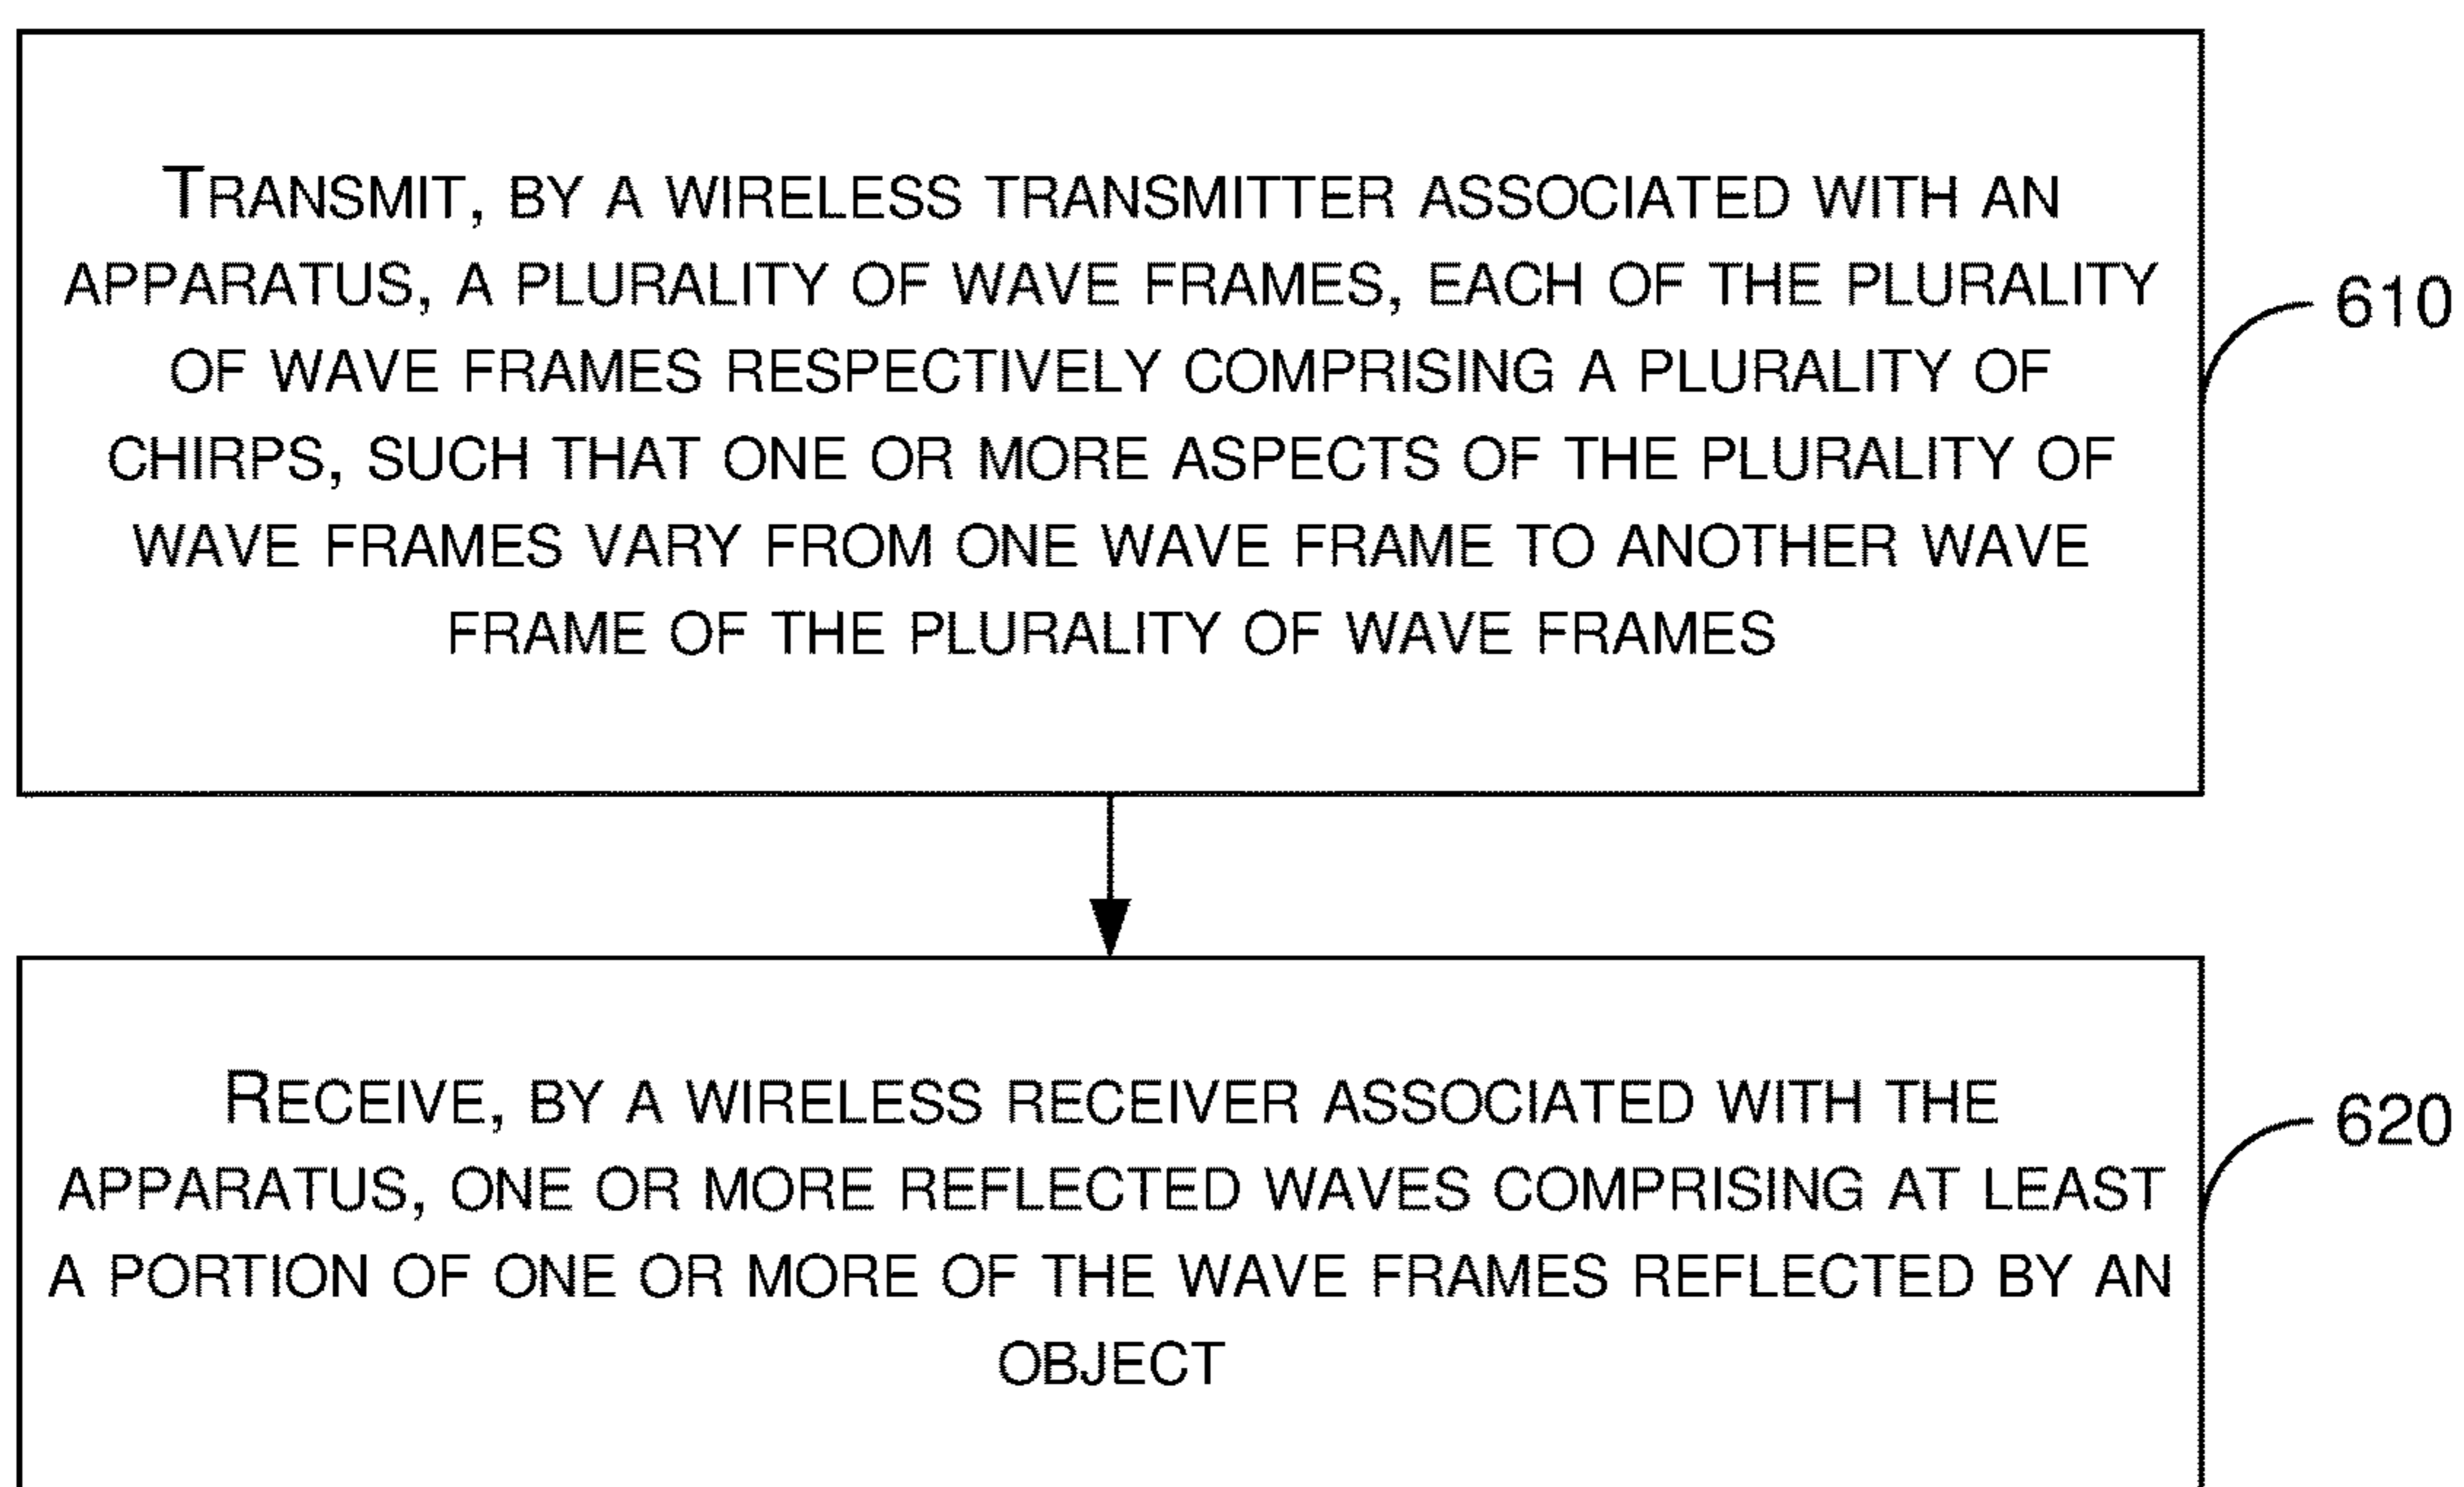 TRANSMIT, BY A WIRELESS TRANSMITTER ASSOCIATED WITH AN
APPARATUS, A PLURALITY OF WAVE FRAMES, EACH OF THE PLURALITY
OF WAVE FRAMES RESPECTIVELY COMPRISING A PLURALITY OF
CHIRPS, SUCH THAT ONE OR MORE ASPECTS OF THE PLURALITY OF
WAVE FRAMES VARY FROM ONE WAVE FRAME TO ANOTHER WAVE
FRAME OF THE PLURALITY OF WAVE FRAMES
610
RECEIVE, BY A WIRELESS RECEIVER ASSOCIATED WITH THE
APPARATUS, ONE OR MORE REFLECTED WAVES COMPRISING AT LEAST
A PORTION OF ONE OR MORE OF THE WAVE FRAMES REFLECTED BY AN
OBJECT
620